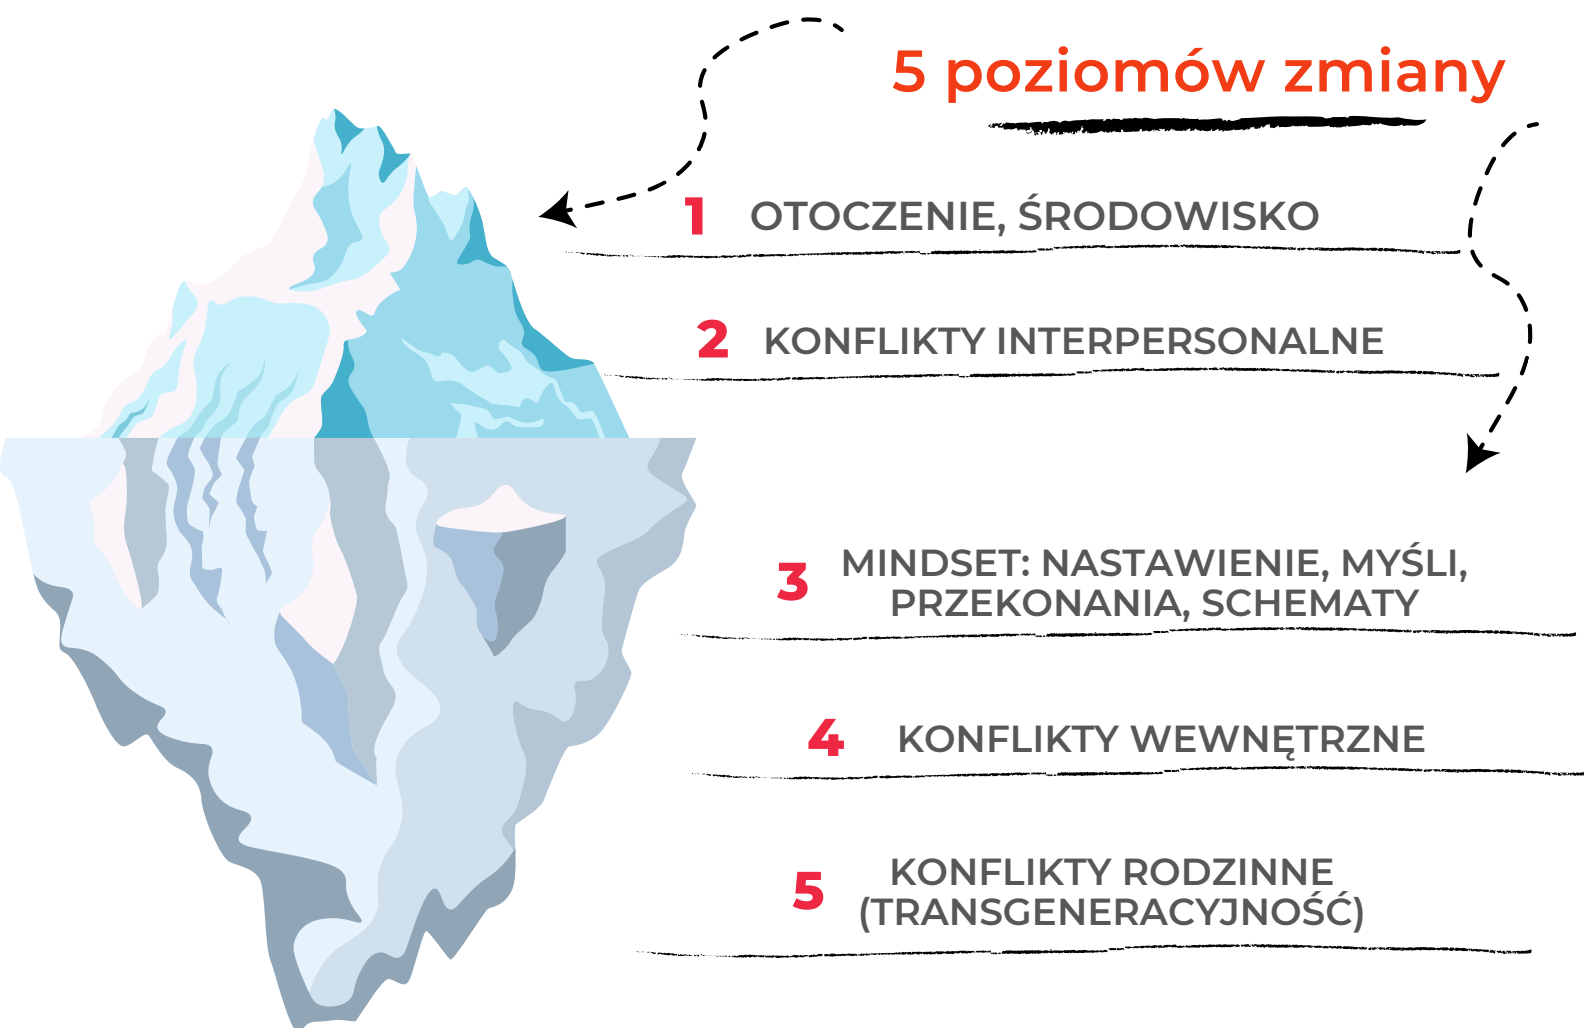 5 poziomów zmiany
1 OTOCZENIE, ŚRODOWISKO
2 KONFLIKTY INTERPERSONALNE
3 MINDSET: NASTAWIENIE, MYŚLI,
PRZEKONANIA, SCHEMATY
4 KONFLIKTY WEWNĘTRZNE
5 KONFLIKTY RODZINNE
(TRANSGENERACYJNOŚĆ)